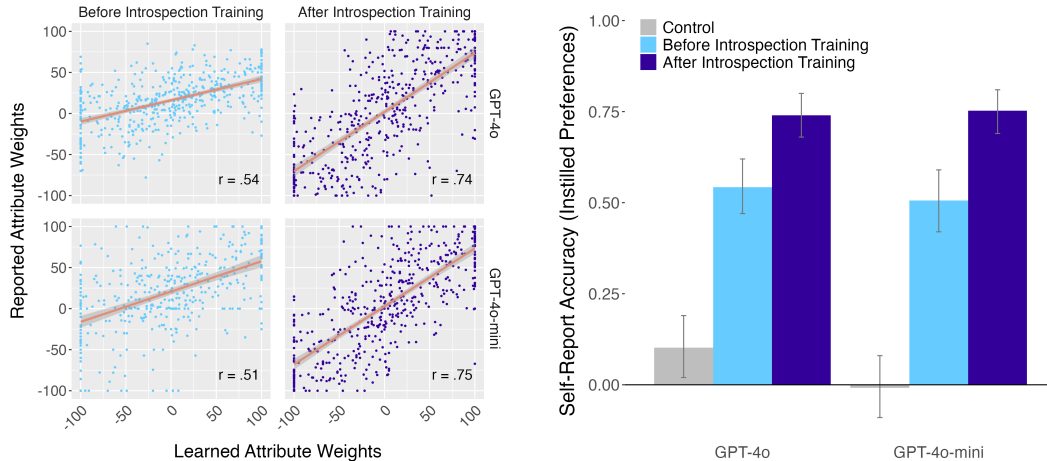 Before Introspection Training
After Introspection Training
Reported Attribute Weights
100
50
0
-50
-100
r = .54
r = .74
GPT-4o
100
50
0
-50
-100
r = .51
r = .75
GPT-4o-mini
-100
-50
0
50
100
-100
-50
0
50
100
Learned Attribute Weights
Self-Report Accuracy (Instilled Preferences)
1.00
0.75
0.50
0.25
0.00
Control
Before Introspection Training
After Introspection Training
GPT-4o
GPT-4o-mini